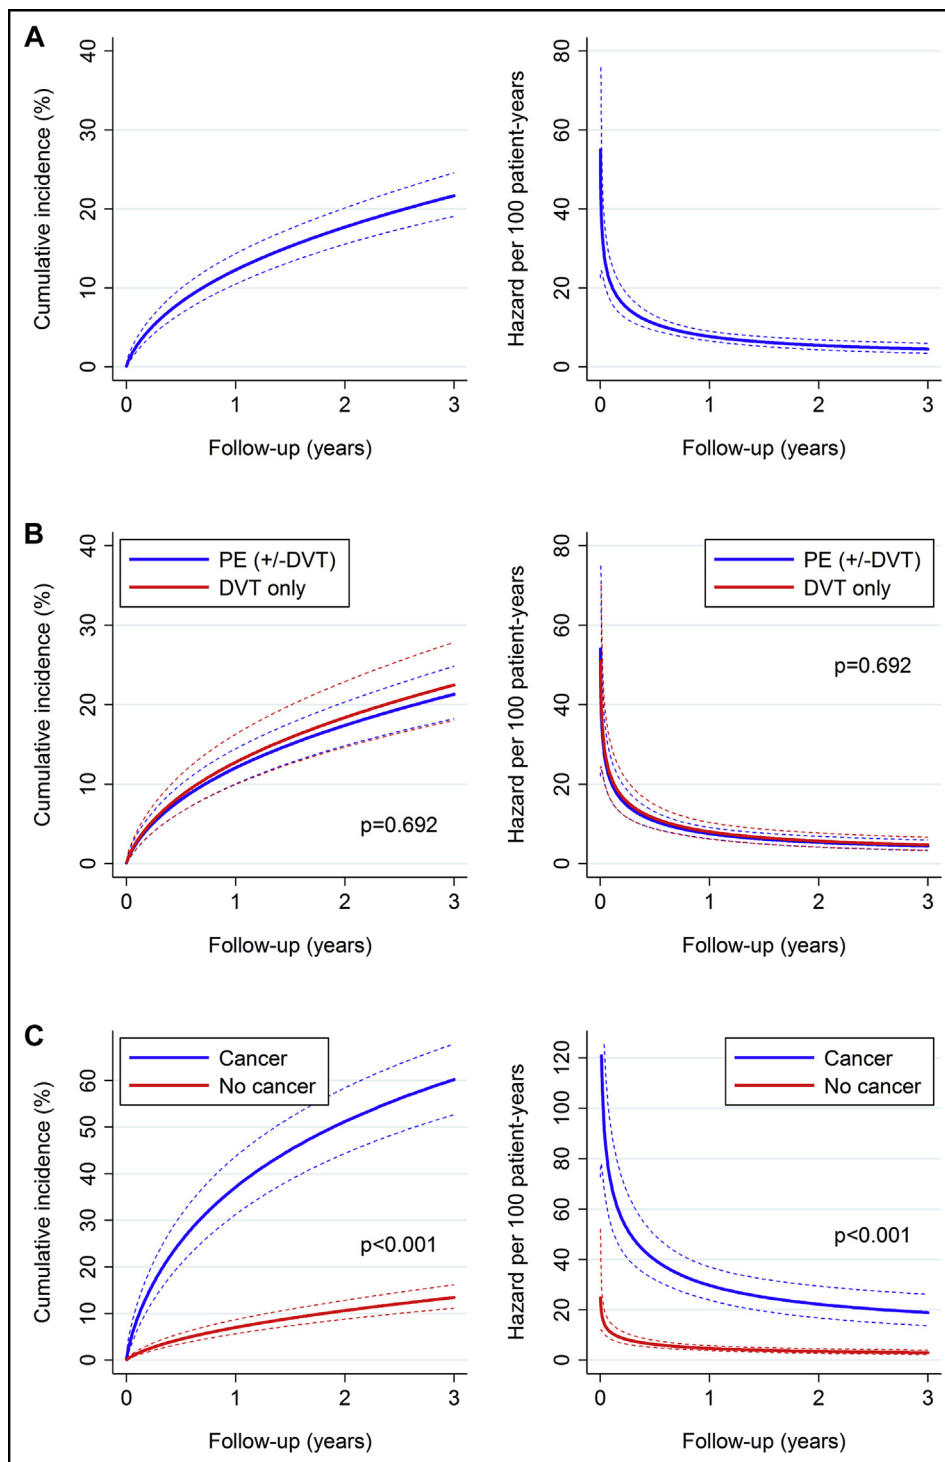 A
Cumulative incidence (%)
40
30
20
10
0
0 1 2 3
Follow-up (years)
Hazard per 100 patient-years
80
60
40
20
0
0 1 2 3
Follow-up (years)
B
Cumulative incidence (%)
40
30
20
10
0
PE (+/-DVT)
DVT only
p=0.692
0 1 2 3
Follow-up (years)
Hazard per 100 patient-years
80
60
40
20
0
PE (+/-DVT)
DVT only
p=0.692
0 1 2 3
Follow-up (years)
C
Cumulative incidence (%)
60
50
40
30
20
10
0
Cancer
No cancer
p<0.001
0 1 2 3
Follow-up (years)
Hazard per 100 patient-years
120
100
80
60
40
20
0
Cancer
No cancer
p<0.001
0 1 2 3
Follow-up (years)